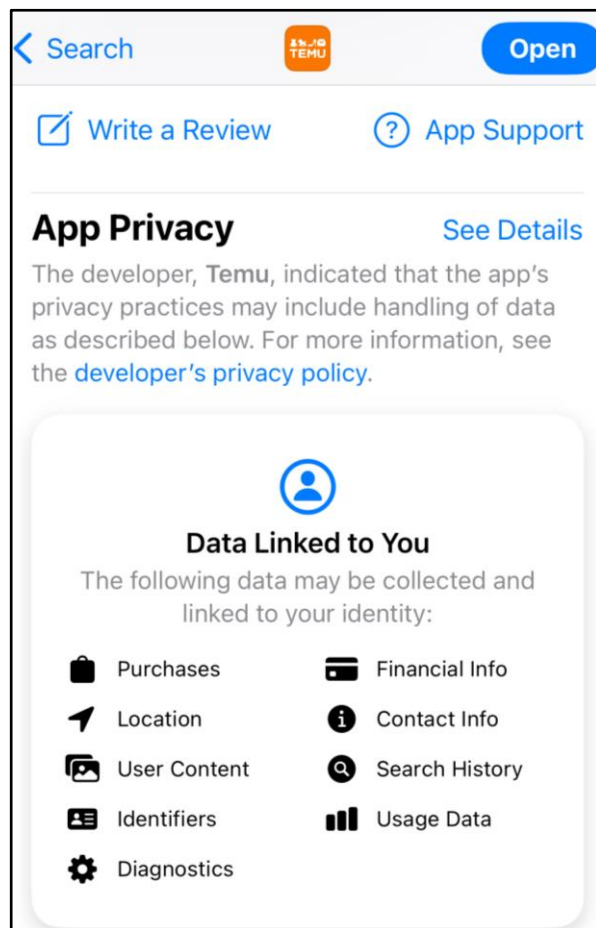 Search
TEMU
Open
Write a Review
App Support
App Privacy
See Details
The developer, Temu, indicated that the app's
privacy practices may include handling of data
as described below. For more information, see
the developer's privacy policy.
Data Linked to You
The following data may be collected and
linked to your identity:
Purchases
Financial Info
Location
Contact Info
User Content
Search History
Identifiers
Usage Data
Diagnostics